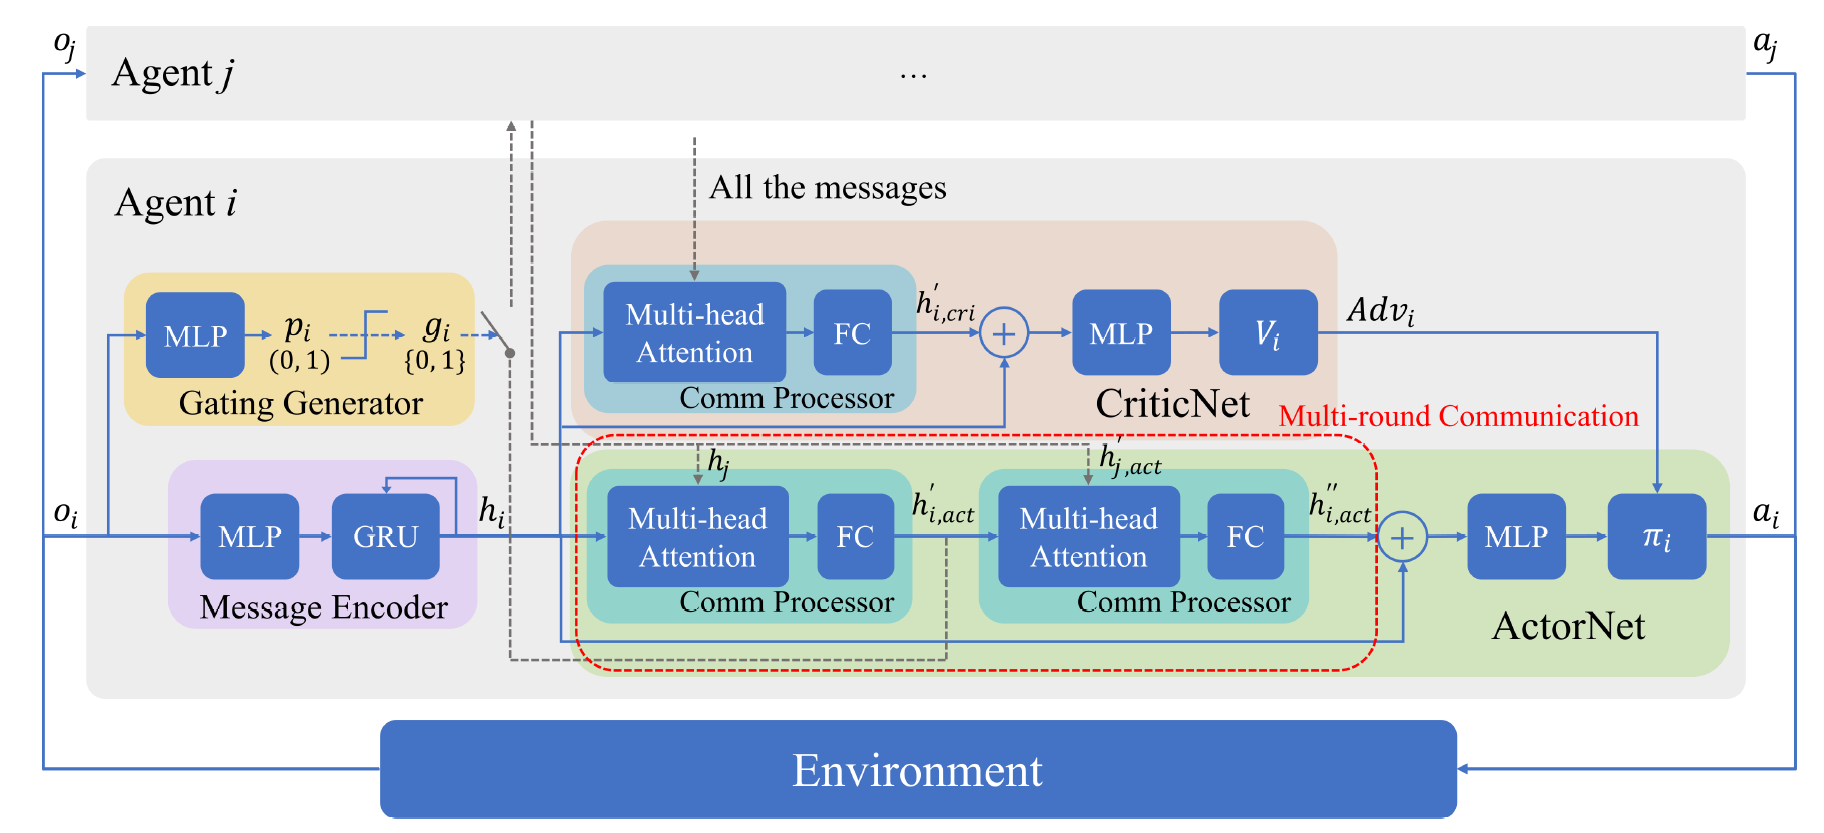 o_j
a_j
Agent j
...
All the messages
Agent i
Multi-head
Attention
FC
Comm Processor
h'_{i,cri}
+
MLP
V_i
Adv_i
CriticNet
MLP
p_i
(0, 1)
g_i
{0, 1}
Gating Generator
Multi-round Communication
h_j
h'_{j,act}
o_i
MLP
GRU
h_i
Message Encoder
Multi-head
Attention
FC
Comm Processor
h'_{i,act}
Multi-head
Attention
FC
Comm Processor
h''_{i,act}
+
MLP
π_i
a_i
ActorNet
Environment